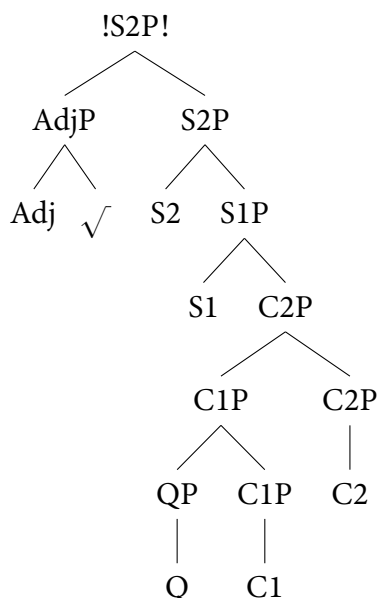 !S2P!
AdjP S2P
Adj √ S2 S1P
S1 C2P
C1P C2P
QP C1P C2
Q C1